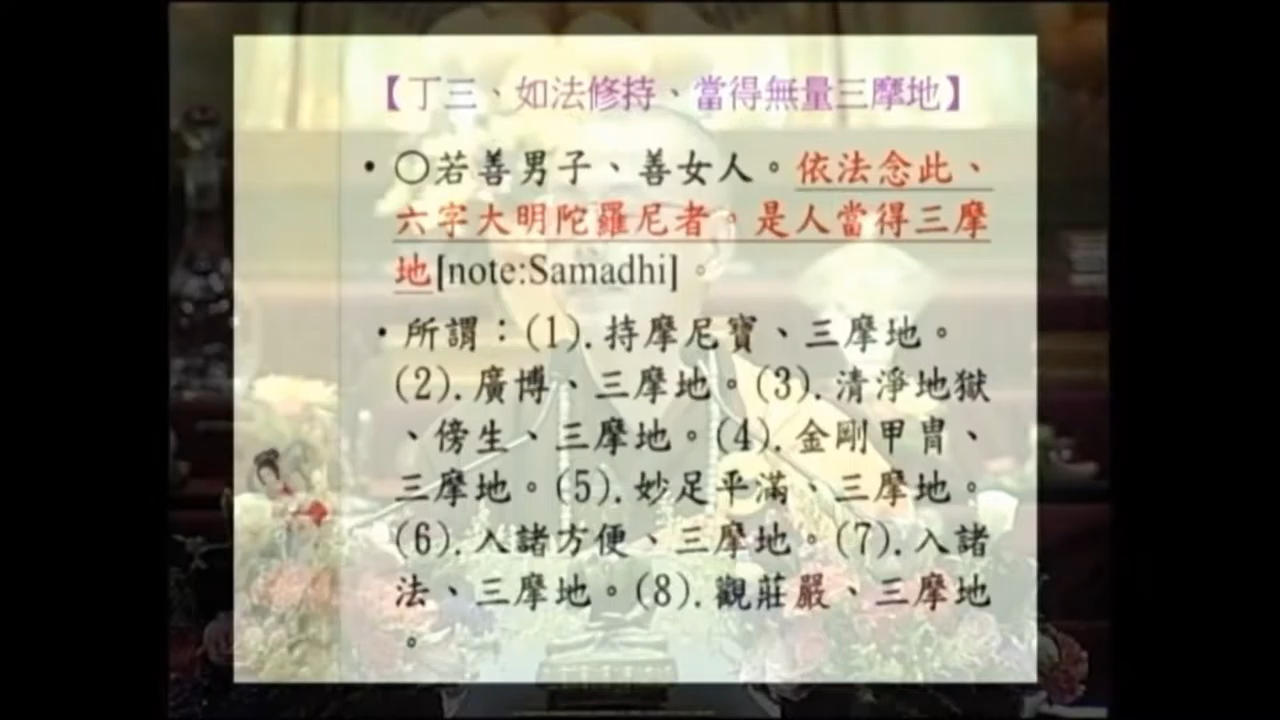 【丁三、如法修持、當得無量三摩地】
• 〇若善男子、善女人。依法念此、
六字大明陀羅尼者。是人當得三摩
地[note:Samadhi]。
• 所謂：(1).持摩尼寶、三摩地。
(2).廣博、三摩地。(3).清淨地獄
、傍生、三摩地。(4).金剛甲冑、
三摩地。(5).妙足平滿、三摩地。
(6).入諸方便、三摩地。(7).入諸
法、三摩地。(8).觀莊嚴、三摩地
。